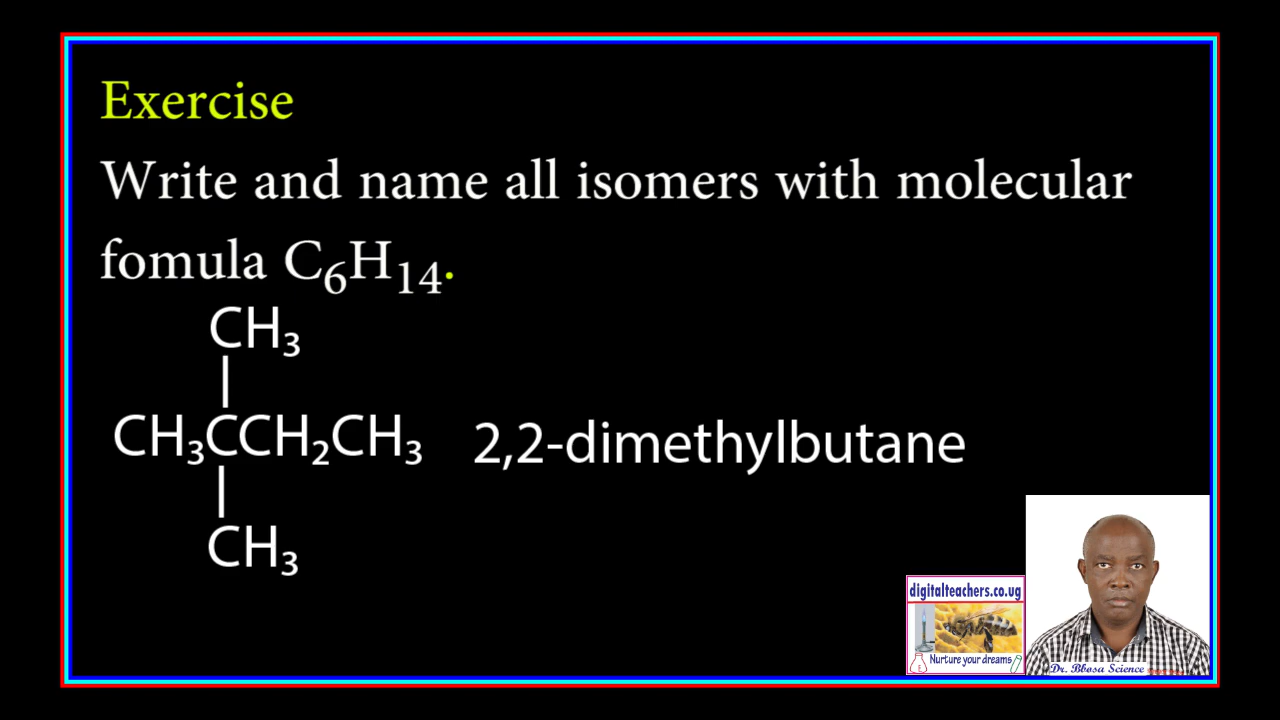 Exercise
Write and name all isomers with molecular
fomula C₆H₁₄.
CH₃
|
CH₃CCH₂CH₃ 2,2-dimethylbutane
|
CH₃
digitalteachers.co.ug
Nurture your dreams
Dr. Bbosa Science